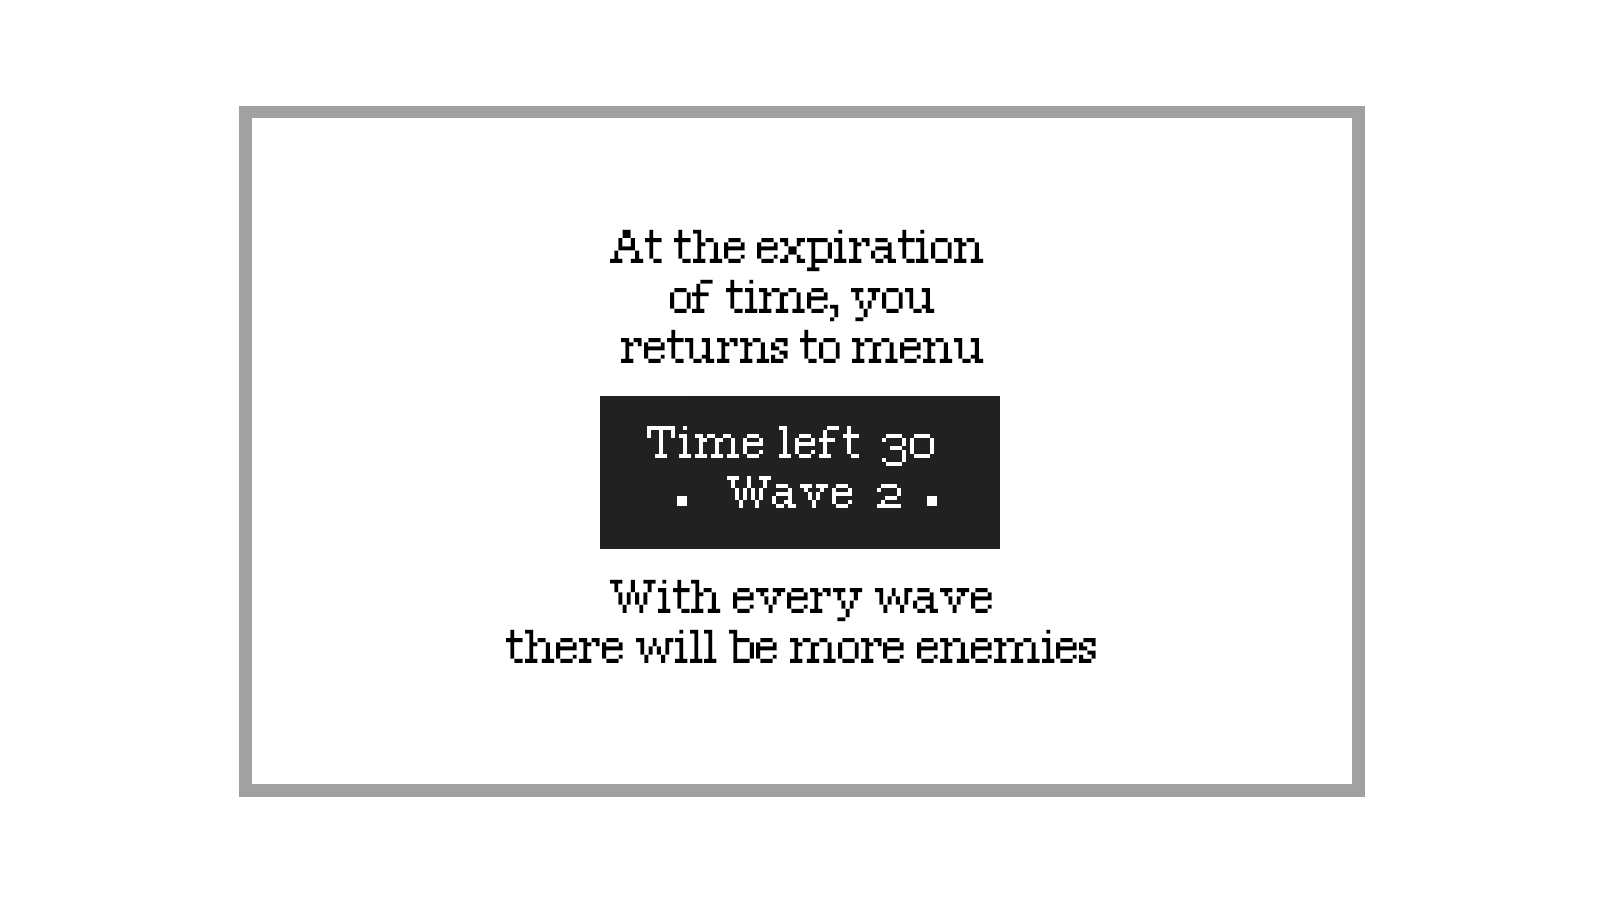 At the expiration
of time, you
returns to menu
Time left 30
. Wave 2 .
With every wave
there will be more enemies